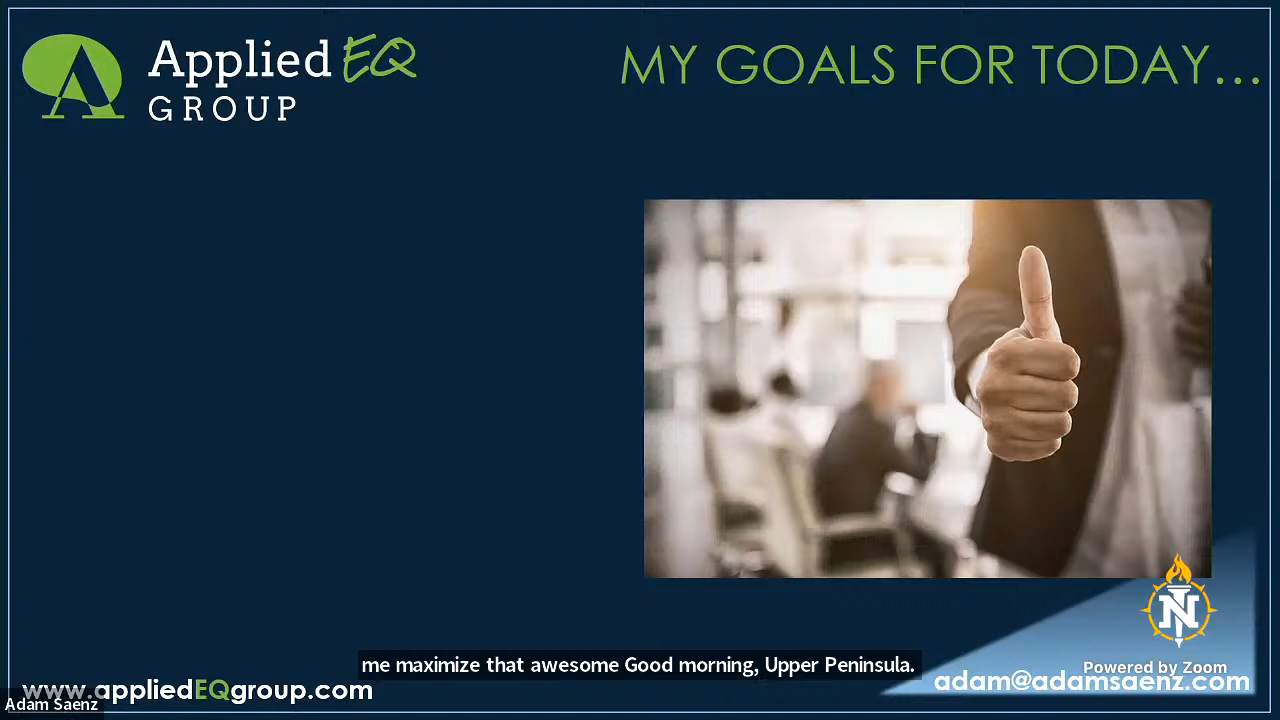 Applied EQ
GROUP
MY GOALS FOR TODAY...
N
me maximize that awesome Good morning, Upper Peninsula.
Powered by Zoom
www.appliedEQgroup.com
adam@adamsaenz.com
Adam Saenz